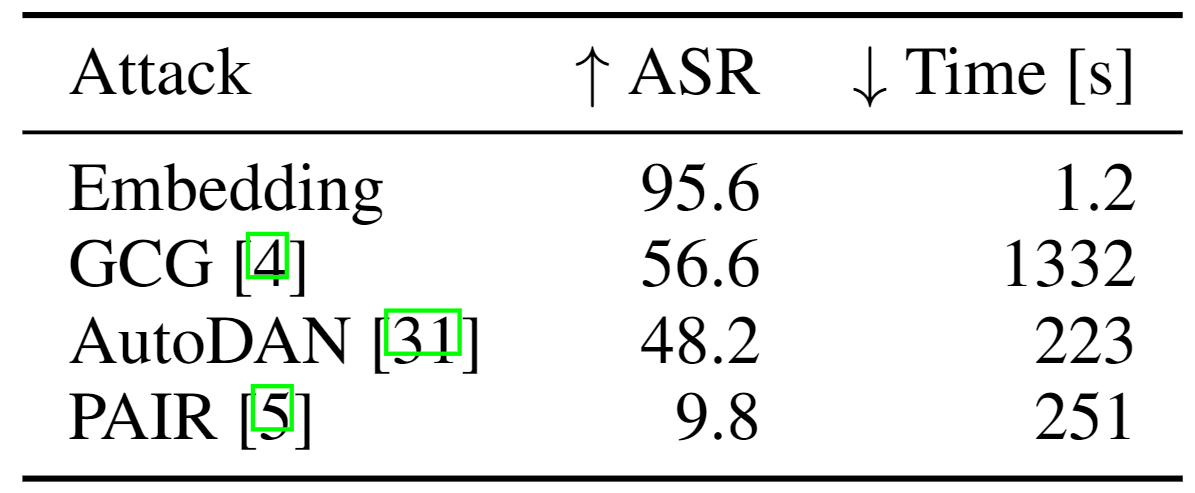 Attack ↑ ASR ↓ Time [s]
Embedding 95.6 1.2
GCG [4] 56.6 1332
AutoDAN [31] 48.2 223
PAIR [5] 9.8 251